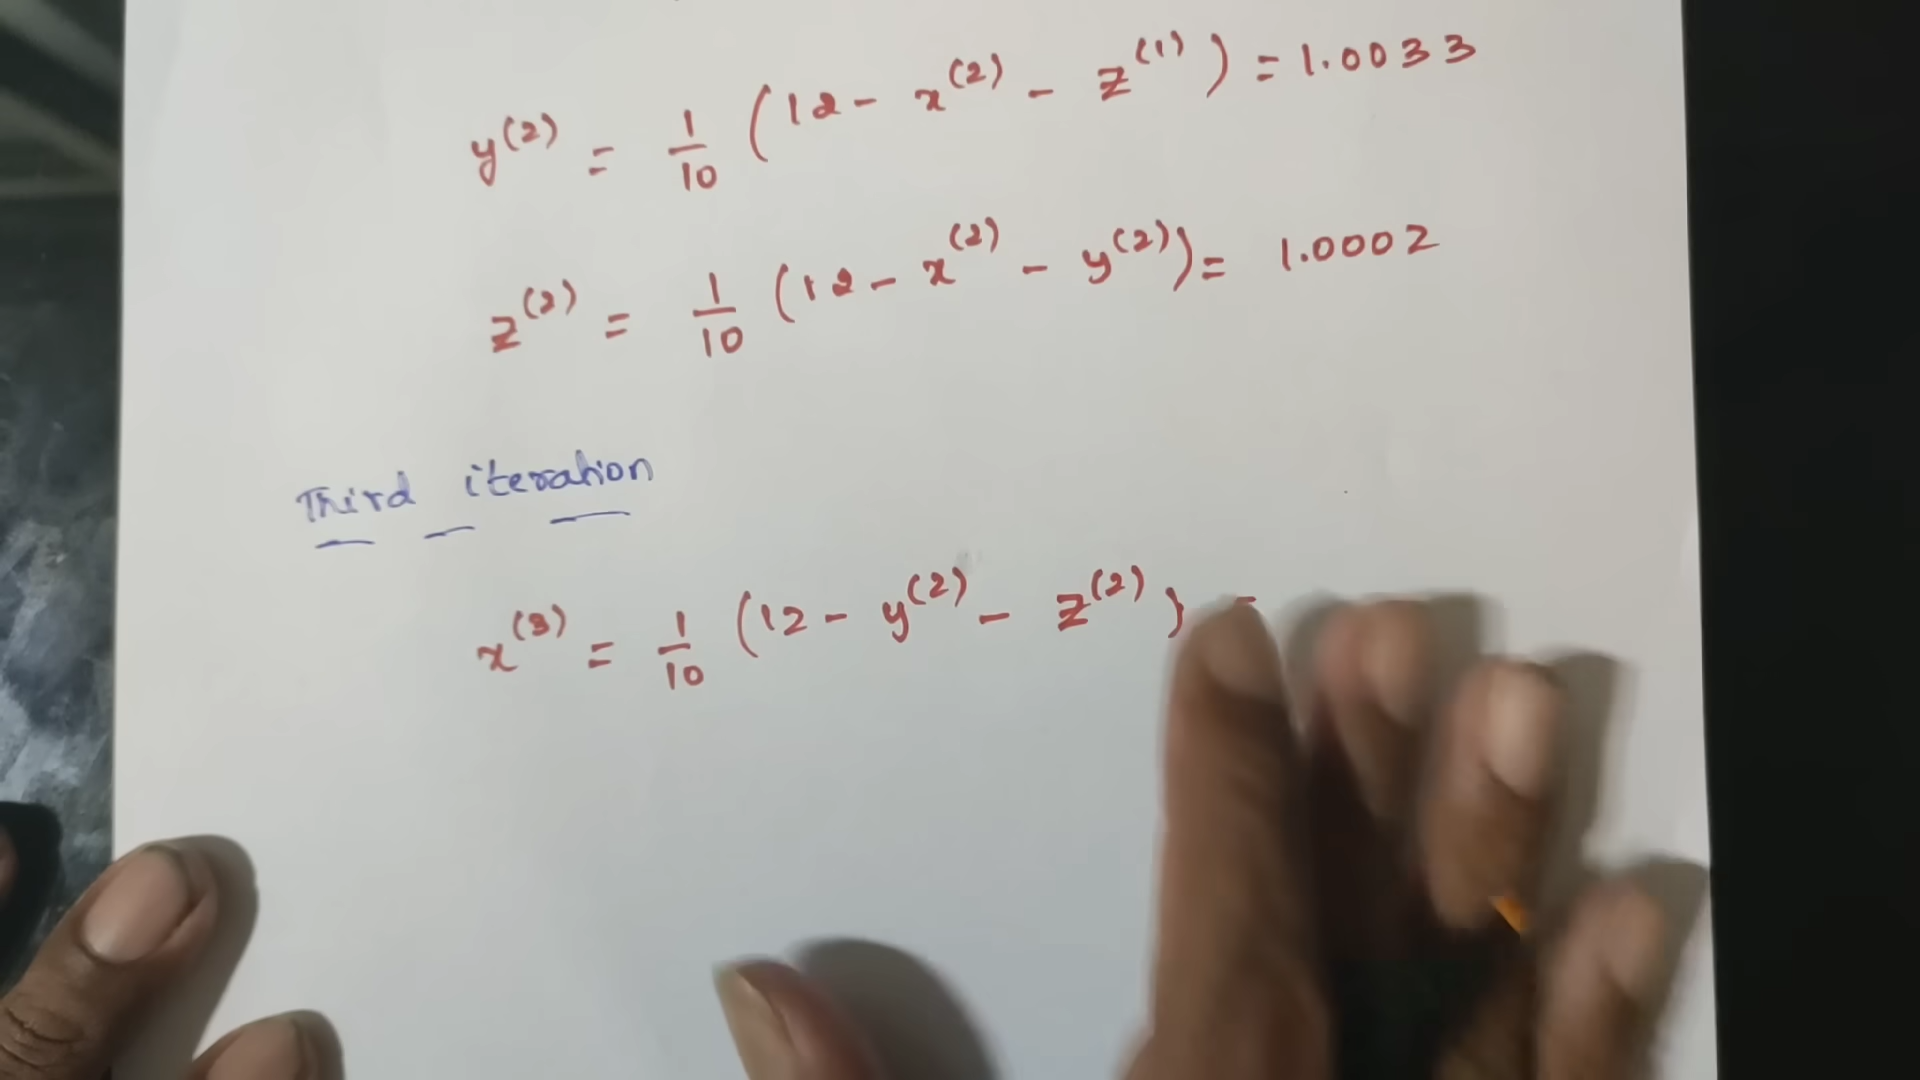 y^(2) = 1/10 (12 - x^(2) - z^(1)) = 1.0033
z^(2) = 1/10 (12 - x^(2) - y^(2)) = 1.0002
Third iteration
x^(3) = 1/10 (12 - y^(2) - z^(2)) =